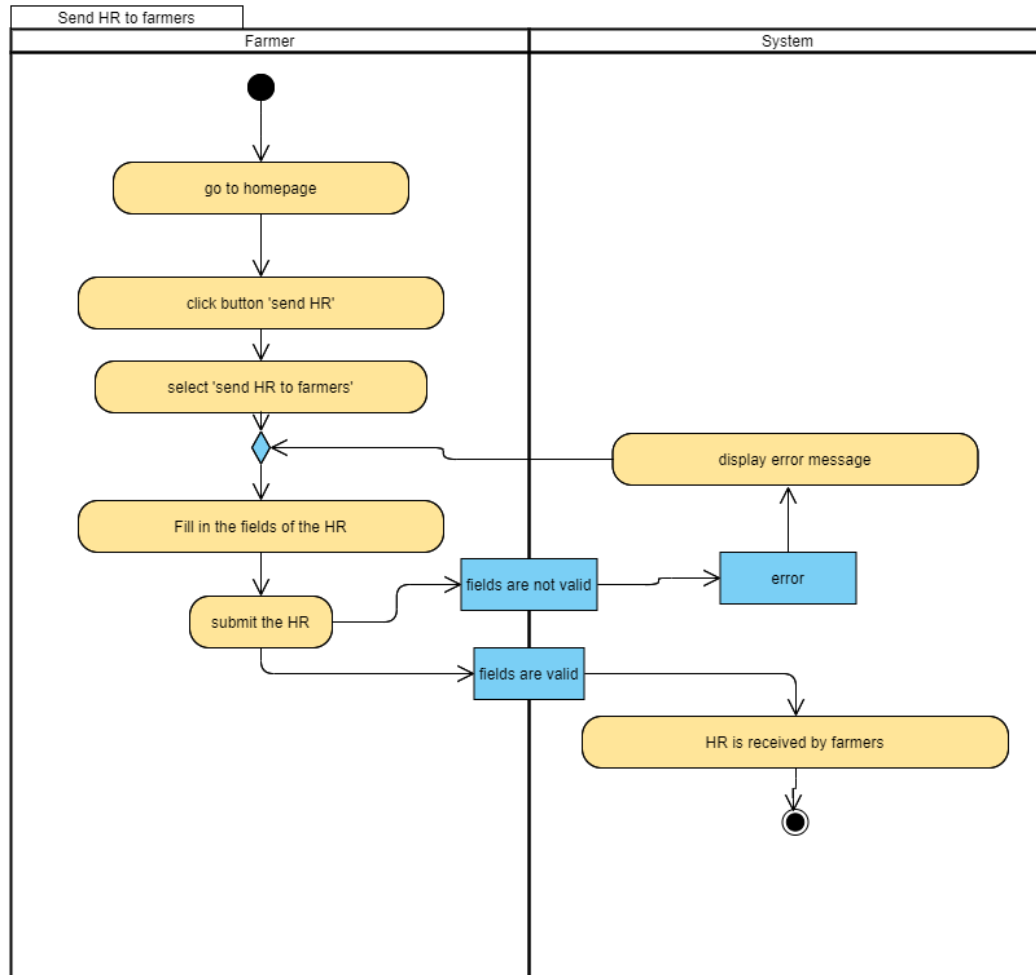 Send HR to farmers
Farmer
System
go to homepage
click button 'send HR'
select 'send HR to farmers'
display error message
Fill in the fields of the HR
fields are not valid
error
submit the HR
fields are valid
HR is received by farmers